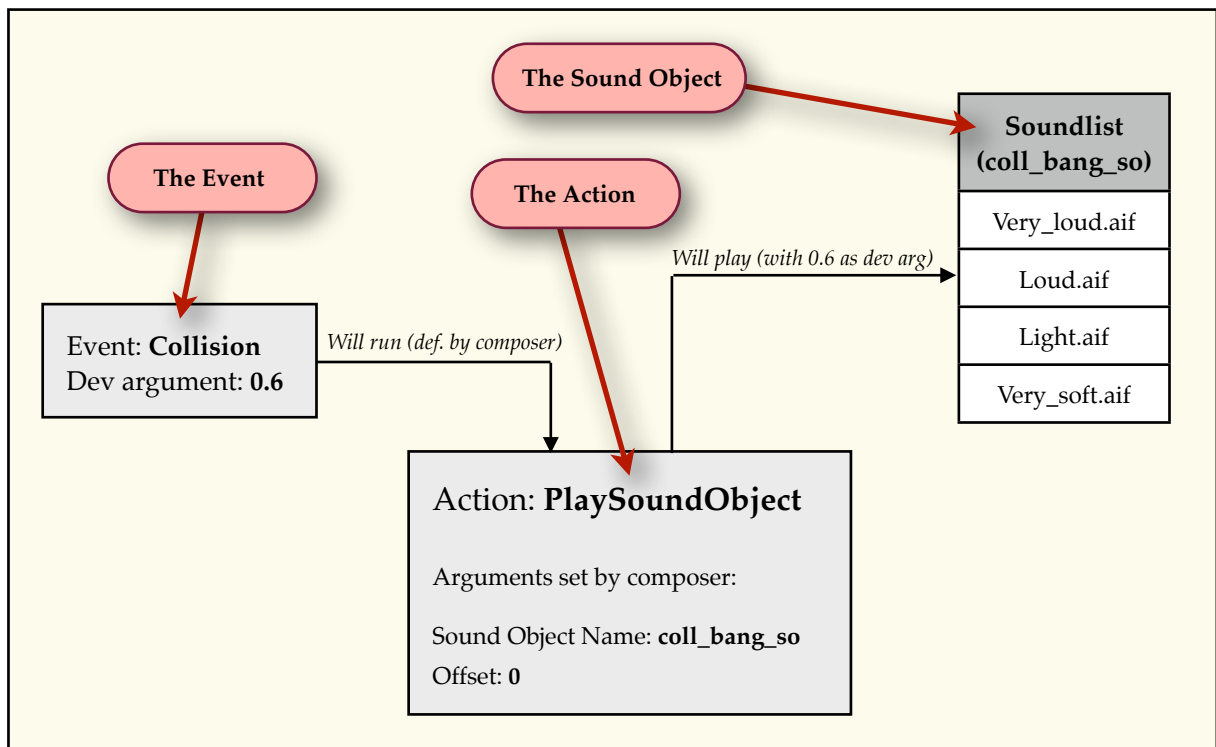 The Sound Object
Soundlist
(coll_bang_so)
The Event
The Action
Very_loud.aif
Loud.aif
Light.aif
Very_soft.aif
Will play (with 0.6 as dev arg)
Event: Collision
Dev argument: 0.6
Will run (def. by composer)
Action: PlaySoundObject
Arguments set by composer:
Sound Object Name: coll_bang_so
Offset: 0